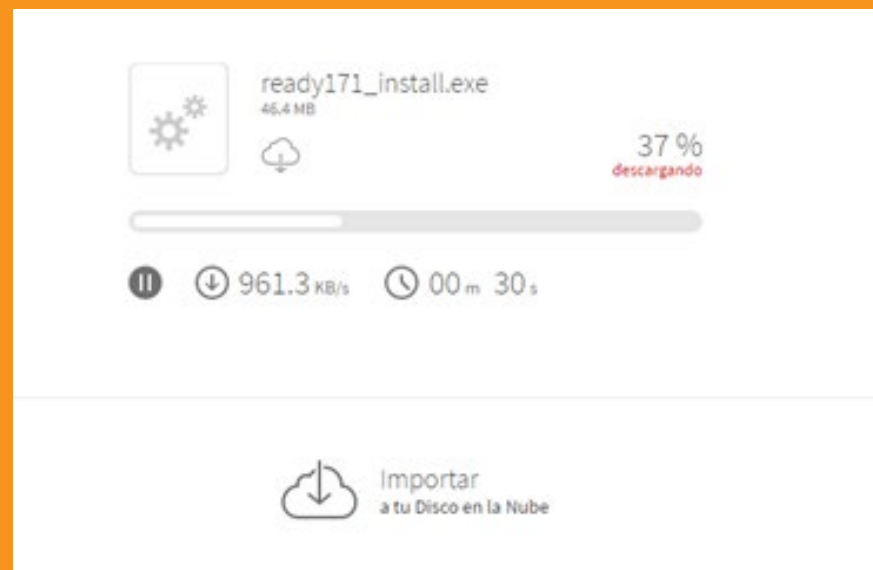 ready171_install.exe
46.4 MB
37 %
descargando
961.3 KB/s 00 m 30 s
Importar
a tu Disco en la Nube